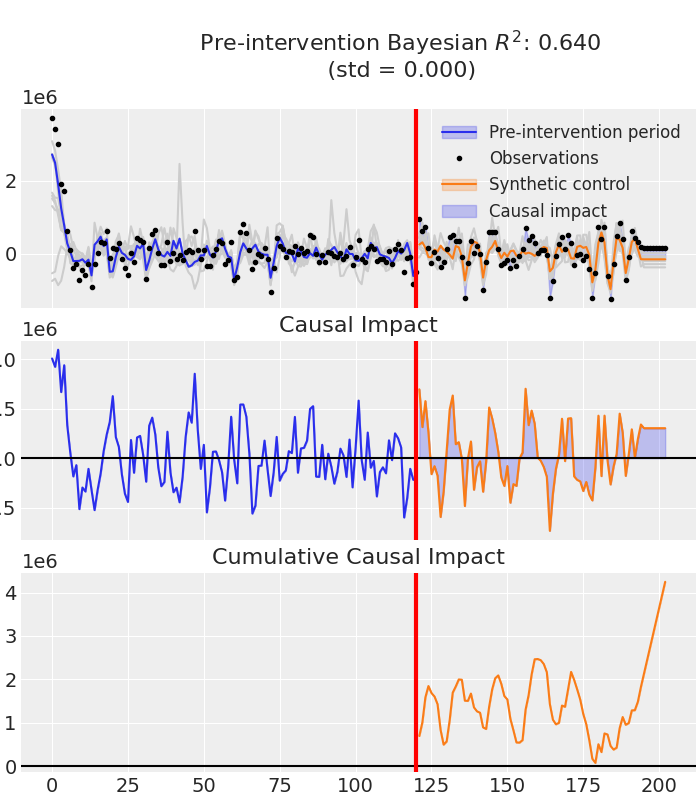 Pre-intervention Bayesian R²: 0.640
(std = 0.000)
1e6
Pre-intervention period
Observations
Synthetic control
Causal impact
2
0
Causal Impact
1e6
.0
.5
.0
.5
Cumulative Causal Impact
1e6
4
3
2
1
0
0 25 50 75 100 125 150 175 200